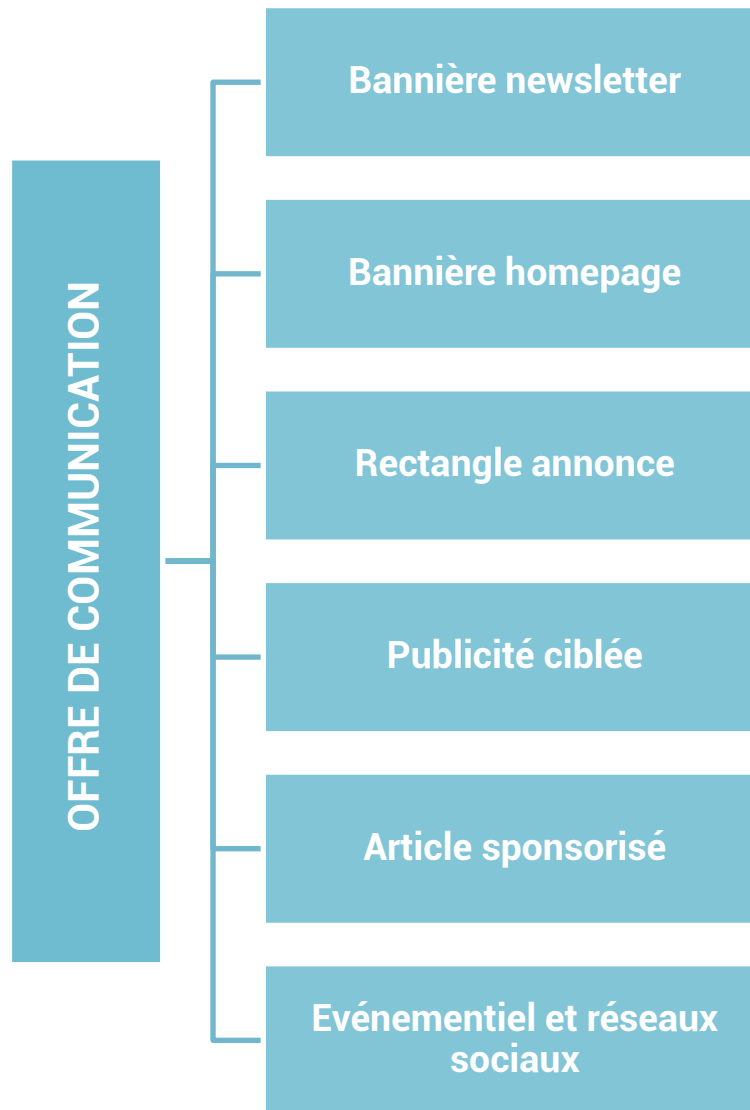 OFFRE DE COMMUNICATION
Bannière newsletter
Bannière homepage
Rectangle annonce
Publicité ciblée
Article sponsorisé
Evénementiel et réseaux
sociaux